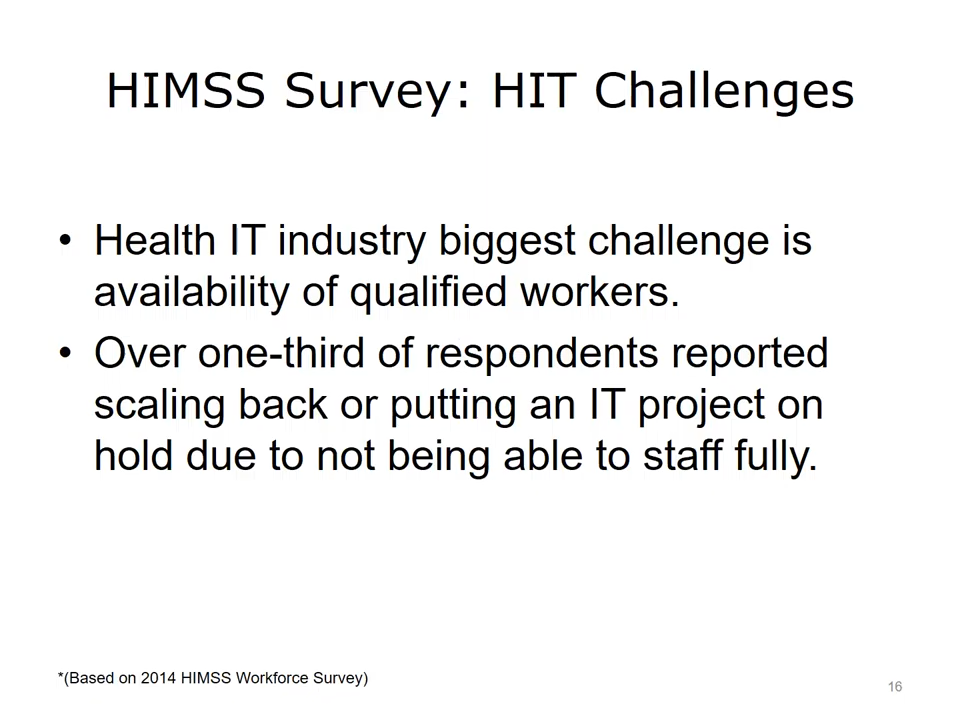 HIMSS Survey: HIT Challenges
• Health IT industry biggest challenge is
availability of qualified workers.
• Over one-third of respondents reported
scaling back or putting an IT project on
hold due to not being able to staff fully.
*(Based on 2014 HIMSS Workforce Survey)
16